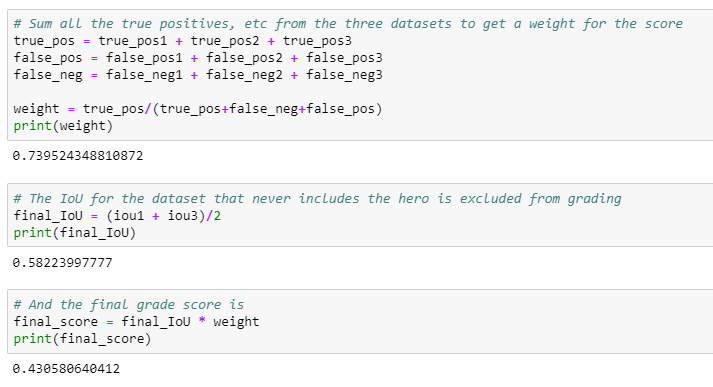 # Sum all the true positives, etc from the three datasets to get a weight for the score
true_pos = true_pos1 + true_pos2 + true_pos3
false_pos = false_pos1 + false_pos2 + false_pos3
false_neg = false_neg1 + false_neg2 + false_neg3
weight = true_pos/(true_pos+false_neg+false_pos)
print(weight)
0.739524348810872
# The IoU for the dataset that never includes the hero is excluded from grading
final_IoU = (iou1 + iou3)/2
print(final_IoU)
0.58223997777
# And the final grade score is
final_score = final_IoU * weight
print(final_score)
0.430580640412